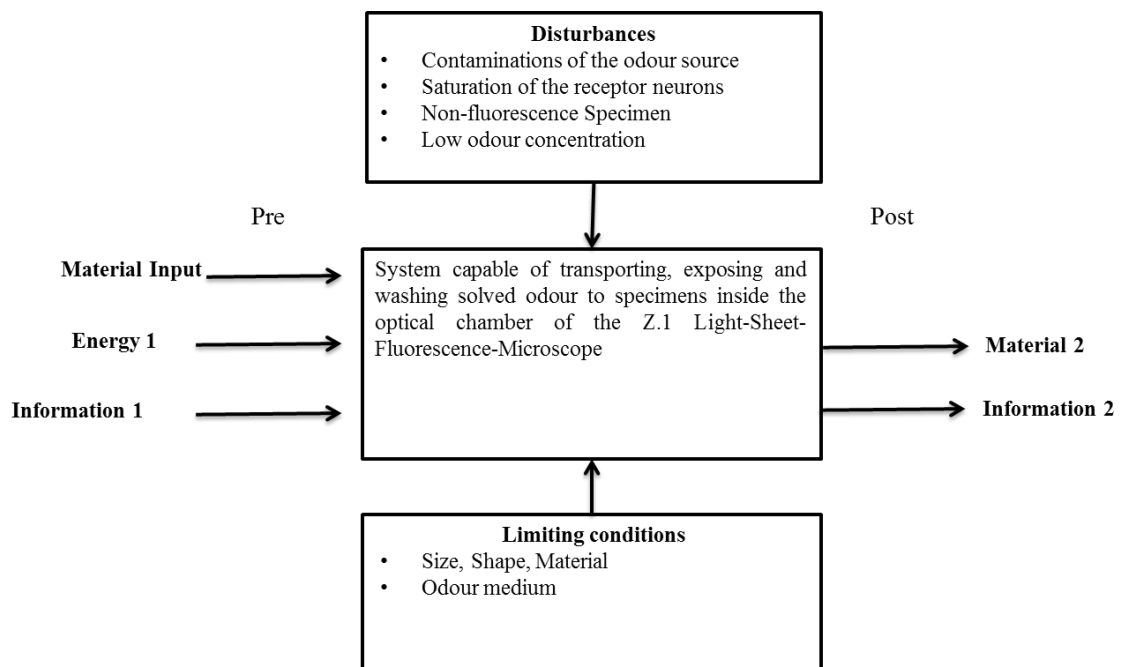 Disturbances
• Contaminations of the odour source
• Saturation of the receptor neurons
• Non-fluorescence Specimen
• Low odour concentration
Pre
Post
Material Input
Energy 1
Information 1
System capable of transporting, exposing and
washing solved odour to specimens inside the
optical chamber of the Z.1 Light-Sheet-
Fluorescence-Microscope
Material 2
Information 2
Limiting conditions
• Size, Shape, Material
• Odour medium